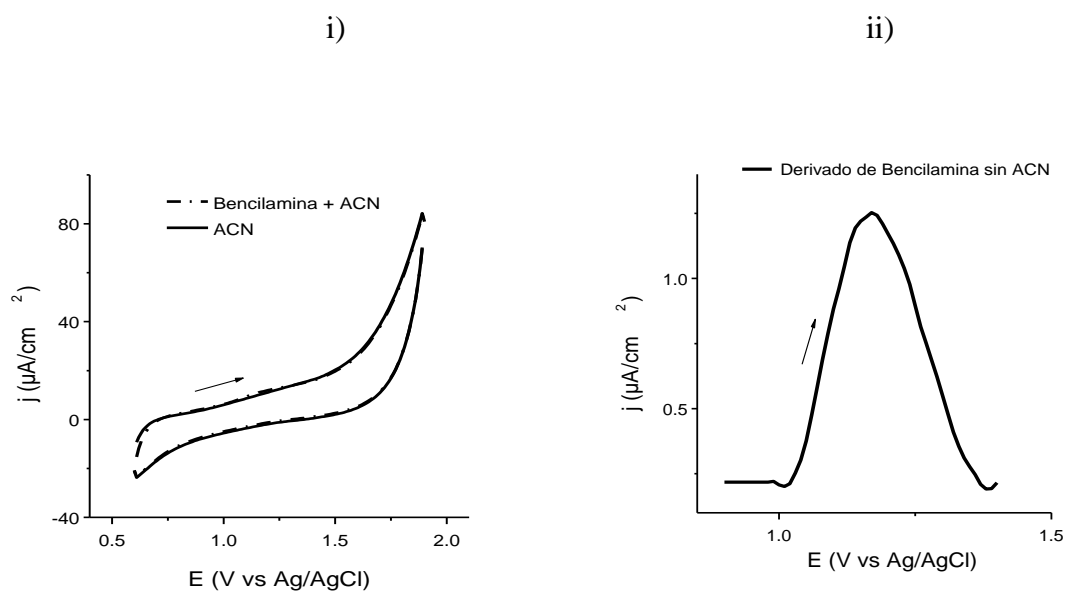 i)
ii)
Bencilamina + ACN
ACN
80
40
0
-40
0.5
1.0
1.5
2.0
j (µA/cm 2)
E (V vs Ag/AgCl)
Derivado de Bencilamina sin ACN
1.0
0.5
1.0
1.5
j (µA/cm 2)
E (V vs Ag/AgCl)